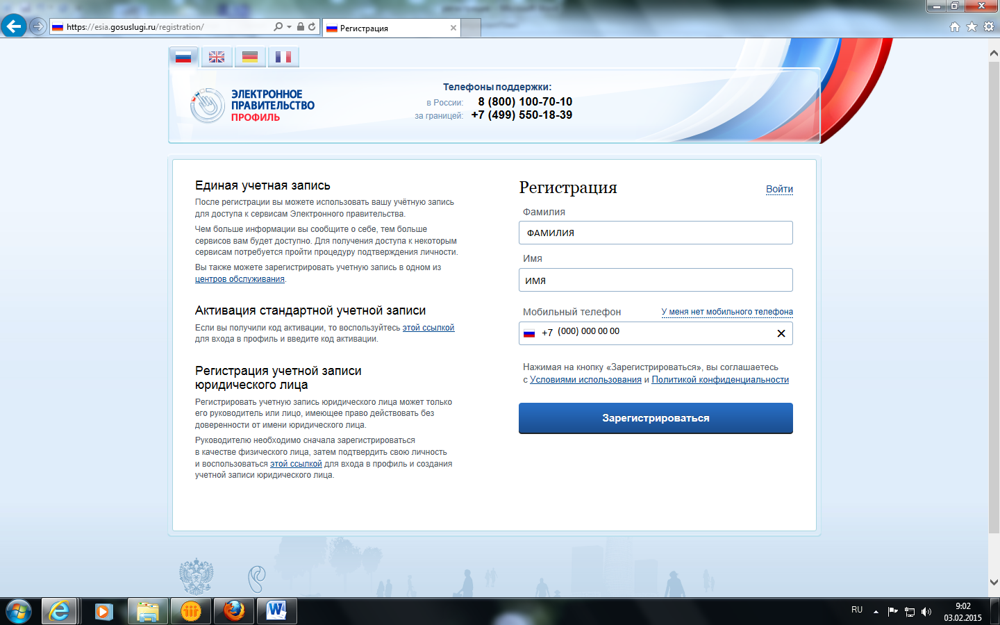 https://esia.gosuslugi.ru/registration/
Регистрация
ЭЛЕКТРОННОЕ
ПРАВИТЕЛЬСТВО
ПРОФИЛЬ
Телефоны поддержки:
в России: 8 (800) 100-70-10
за границей: +7 (499) 550-18-39
Единая учетная запись
После регистрации вы можете использовать вашу учётную запись
для доступа к сервисам Электронного правительства.
Чем больше информации вы сообщите о себе, тем больше
сервисов вам будет доступно. Для получения доступа к некоторым
сервисам потребуется пройти процедуру подтверждения личности.
Вы также можете зарегистрировать учетную запись в одном из
центров обслуживания.
Активация стандартной учетной записи
Если вы получили код активации, то воспользуйтесь этой ссылкой
для входа в профиль и введите код активации.
Регистрация учетной записи
юридического лица
Регистрировать учетную запись юридического лица может только
его руководитель или лицо, имеющее право действовать без
доверенности от имени юридического лица.
Руководителю необходимо сначала зарегистрироваться
в качестве физического лица, затем подтвердить свою личность
и воспользоваться этой ссылкой для входа в профиль и создания
учетной записи юридического лица.
Регистрация
Войти
Фамилия
ФАМИЛИЯ
Имя
ИМЯ
Мобильный телефон
У меня нет мобильного телефона
+7 (000) 000 00 00
Нажимая на кнопку «Зарегистрироваться», вы соглашаетесь
с Условиями использования и Политикой конфиденциальности
Зарегистрироваться
RU
9:02
03.02.2015